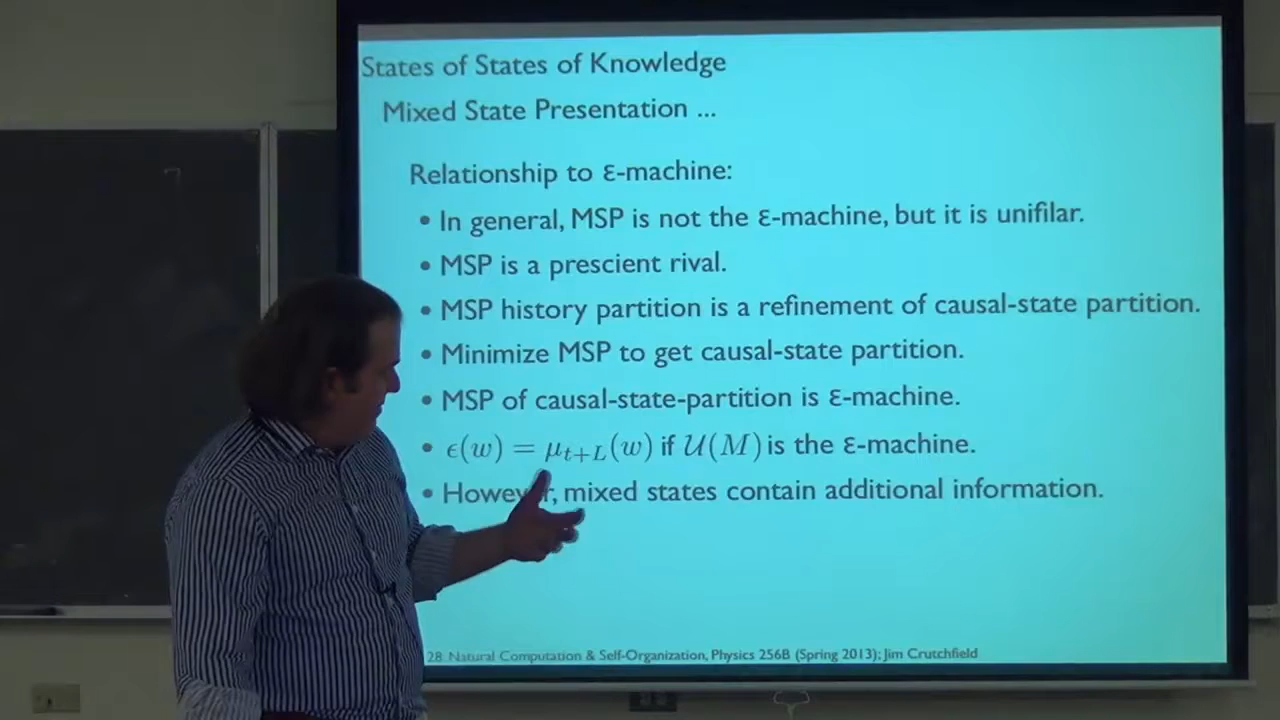 States of States of Knowledge
Mixed State Presentation ...
Relationship to ε-machine:
• In general, MSP is not the ε-machine, but it is unifilar.
• MSP is a prescient rival.
• MSP history partition is a refinement of causal-state partition.
• Minimize MSP to get causal-state partition.
• MSP of causal-state-partition is ε-machine.
• ϵ(w) = μ_{t+L}(w) if 𝒰(M) is the ε-machine.
• However, mixed states contain additional information.
28 Natural Computation & Self-Organization, Physics 256B (Spring 2013); Jim Crutchfield